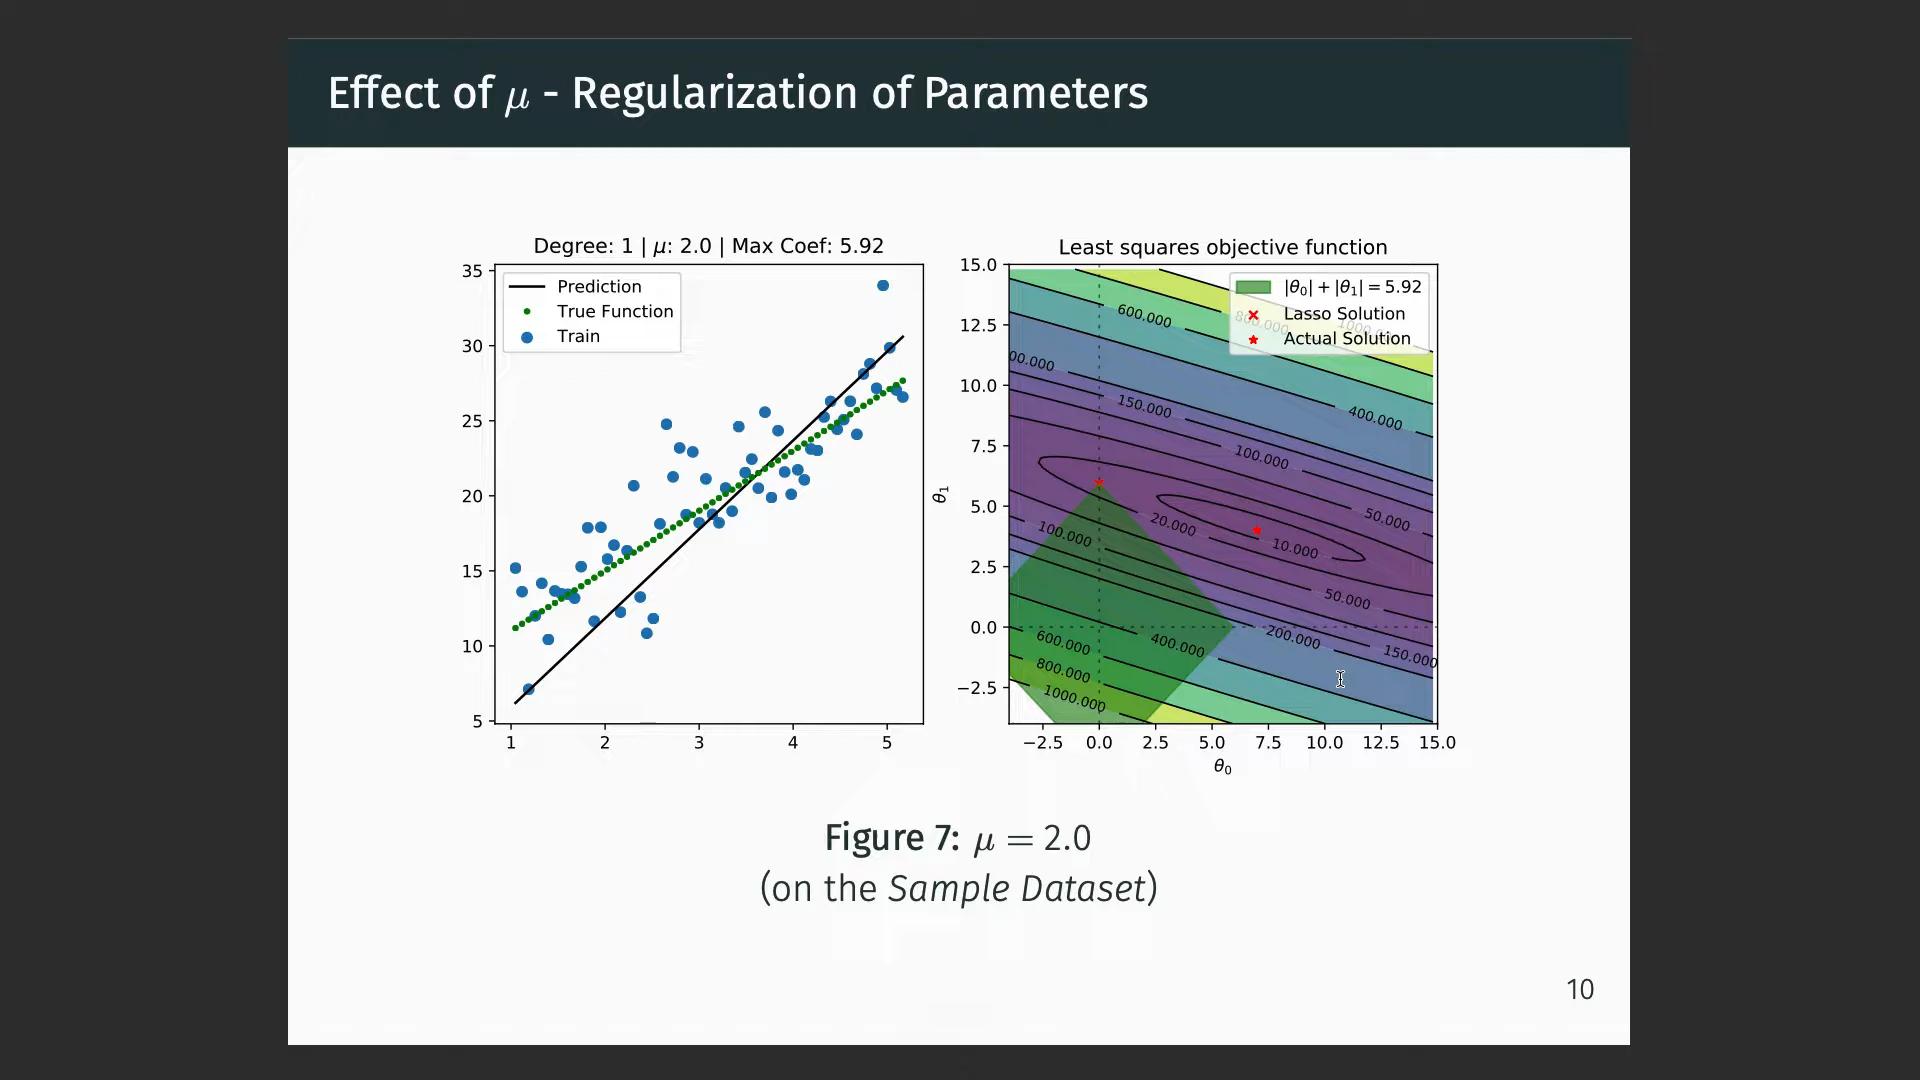 Effect of μ - Regularization of Parameters
Degree: 1 | μ: 2.0 | Max Coef: 5.92
35
30
25
20
15
10
5
1 2 3 4 5
Prediction
True Function
Train
Least squares objective function
15.0
12.5
10.0
7.5
5.0
2.5
0.0
−2.5
θ₁
−2.5 0.0 2.5 5.0 7.5 10.0 12.5 15.0
θ₀
|θ₀| + |θ₁| = 5.92
Lasso Solution
Actual Solution
600.000
800.000
1000.000
00.000
150.000
400.000
100.000
50.000
20.000
10.000
100.000
50.000
200.000
150.000
400.000
600.000
800.000
1000.000
Figure 7: μ = 2.0
(on the Sample Dataset)
10